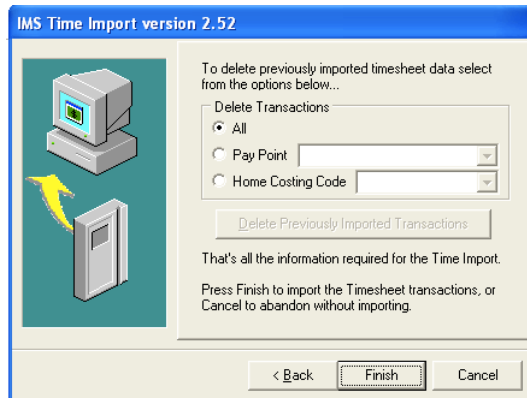 IMS Time Import version 2.52
To delete previously imported timesheet data select
from the options below...
Delete Transactions
All
Pay Point
Home Costing Code
Delete Previously Imported Transactions
That's all the information required for the Time Import.
Press Finish to import the Timesheet transactions, or
Cancel to abandon without importing.
< Back
Finish
Cancel